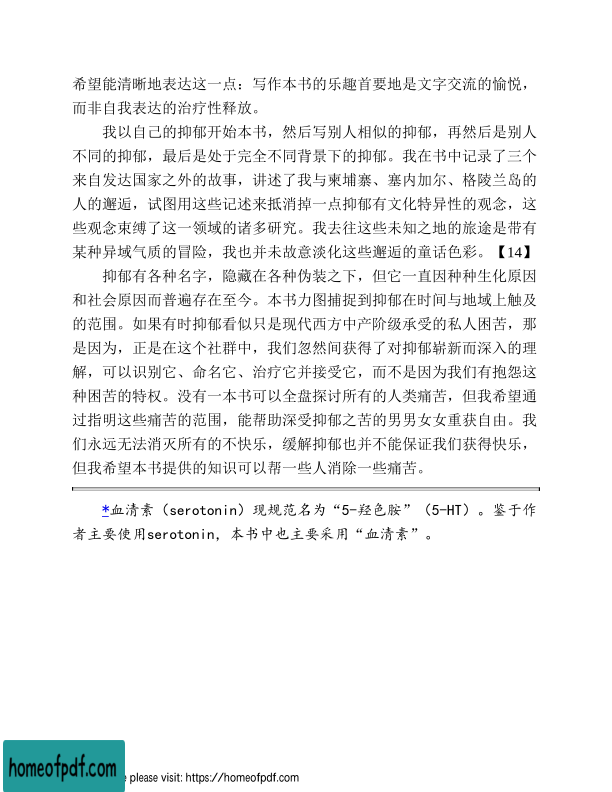 希望能清晰地表达这一点：写作本书的乐趣首要地是文字交流的愉悦，
而非自我表达的治疗性释放。
我以自己的抑郁开始本书，然后写别人相似的抑郁，再然后是别人
不同的抑郁，最后是处于完全不同背景下的抑郁。我在书中记录了三个
来自发达国家之外的故事，讲述了我与柬埔寨、塞内加尔、格陵兰岛的
人的邂逅，试图用这些记述来抵消掉一点抑郁有文化特异性的观念，这
些观念束缚了这一领域的诸多研究。我去往这些未知之地的旅途是带有
某种异域气质的冒险，我也并未故意淡化这些邂逅的童话色彩。【14】
抑郁有各种名字，隐藏在各种伪装之下，但它一直因种种生化原因
和社会原因而普遍存在至今。本书力图捕捉到抑郁在时间与地域上触及
的范围。如果有时抑郁看似只是现代西方中产阶级承受的私人困苦，那
是因为，正是在这个社群中，我们忽然间获得了对抑郁崭新而深入的理
解，可以识别它、命名它、治疗它并接受它，而不是因为我们有抱怨这
种困苦的特权。没有一本书可以全盘探讨所有的人类痛苦，但我希望通
过指明这些痛苦的范围，能帮助深受抑郁之苦的男男女女重获自由。我
们永远无法消灭所有的不快乐，缓解抑郁也并不能保证我们获得快乐，
但我希望本书提供的知识可以帮一些人消除一些痛苦。
*血清素（serotonin）现规范名为“5-羟色胺”（5-HT）。鉴于作
者主要使用serotonin, 本书中也主要采用“血清素”。
homeofpdf.com
e please visit: https://homeofpdf.com